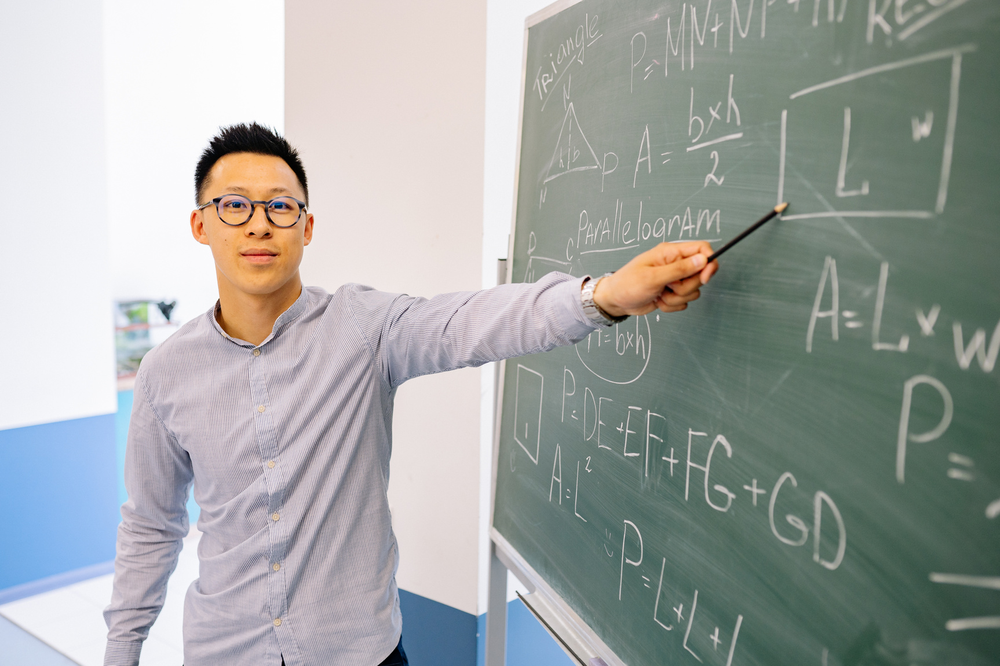 Triangle
P = MN + NP +
N
h b
N
P
A = b x h / 2
Parallelogram
D
C
= b x h
P = DE + EF + FG + GD
A = L²
P = L + L + L
L
w
A = L x W
P =